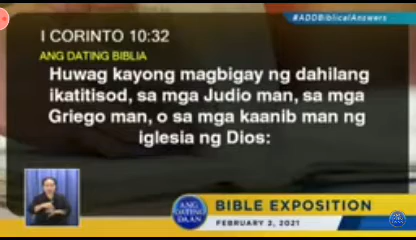 #ADDBiblicalAnswers
I CORINTO 10:32
ANG DATING BIBLIA
Huwag kayong magbigay ng dahilang
ikatitisod, sa mga Judio man, sa mga
Griego man, o sa mga kaanib man ng
iglesia ng Dios:
ANG
DATING
DAAN
BIBLE EXPOSITION
FEBRUARY 2, 2021